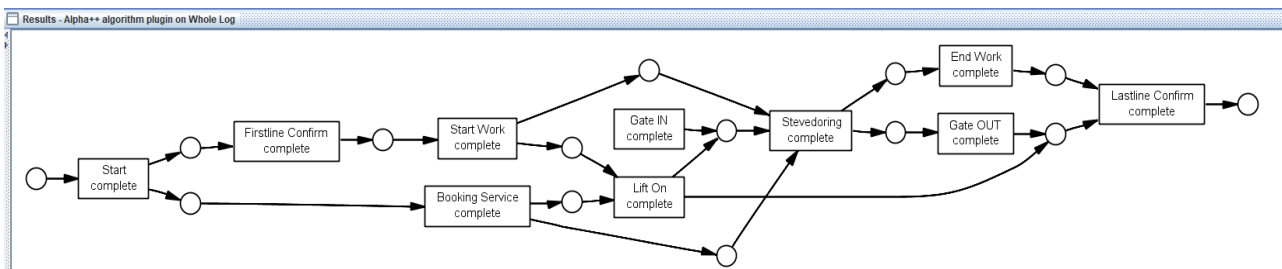 Results - Alpha++ algorithm plugin on Whole Log
Start
complete
Firstline Confirm
complete
Start Work
complete
Booking Service
complete
Gate IN
complete
Lift On
complete
Stevedoring
complete
End Work
complete
Gate OUT
complete
Lastline Confirm
complete